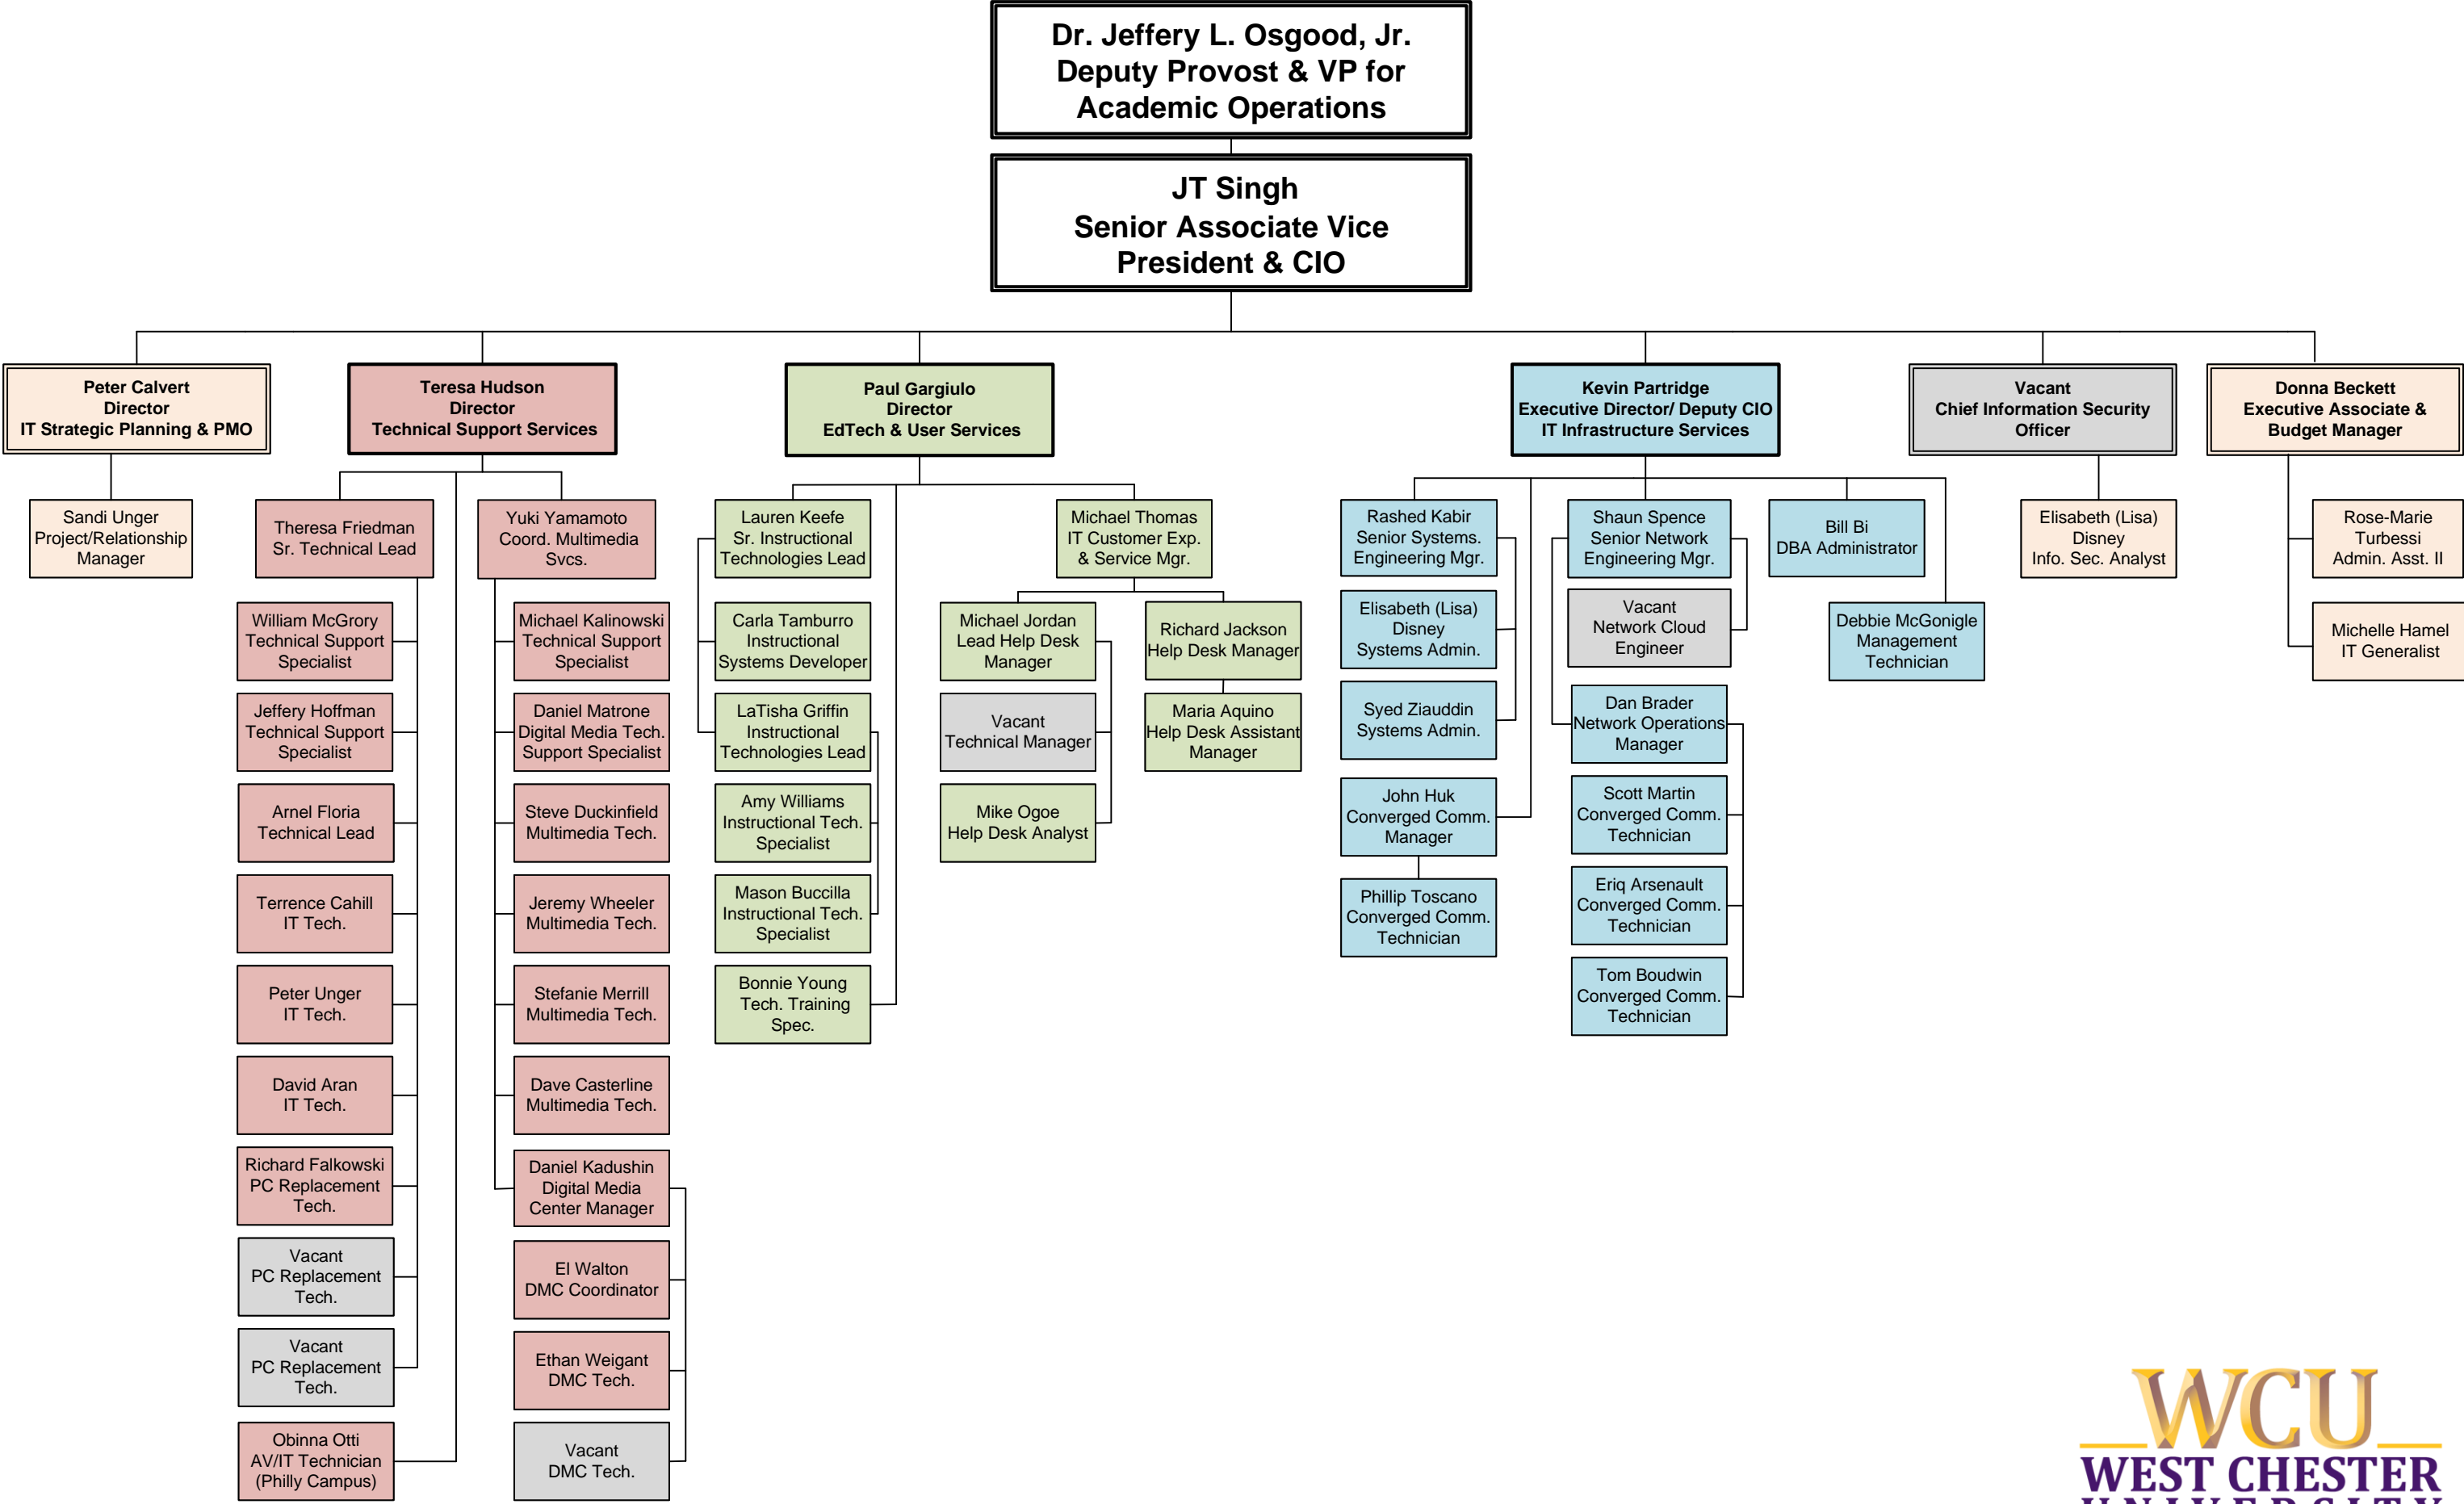 Dr. Jeffery L. Osgood, Jr.
Deputy Provost & VP for
Academic Operations
JT Singh
Senior Associate Vice
President & CIO
Peter Calvert
Director
IT Strategic Planning & PMO
Teresa Hudson
Director
Technical Support Services
Paul Gargiulo
Director
EdTech & User Services
Kevin Partridge
Executive Director/ Deputy CIO
IT Infrastructure Services
Vacant
Chief Information Security
Officer
Donna Beckett
Executive Associate &
Budget Manager
Sandi Unger
Project/Relationship
Manager
Theresa Friedman
Sr. Technical Lead
William McGrory
Technical Support
Specialist
Jeffery Hoffman
Technical Support
Specialist
Arnel Floria
Technical Lead
Terrence Cahill
IT Tech.
Peter Unger
IT Tech.
David Aran
IT Tech.
Richard Falkowski
PC Replacement
Tech.
Vacant
PC Replacement
Tech.
Vacant
PC Replacement
Tech.
Obinna Otti
AV/IT Technician
(Philly Campus)
Yuki Yamamoto
Coord. Multimedia
Svcs.
Michael Kalinowski
Technical Support
Specialist
Daniel Matrone
Digital Media Tech.
Support Specialist
Steve Duckinfield
Multimedia Tech.
Jeremy Wheeler
Multimedia Tech.
Stefanie Merrill
Multimedia Tech.
Dave Casterline
Multimedia Tech.
Daniel Kadushin
Digital Media
Center Manager
El Walton
DMC Coordinator
Ethan Weigant
DMC Tech.
Vacant
DMC Tech.
Lauren Keefe
Sr. Instructional
Technologies Lead
Carla Tamburro
Instructional
Systems Developer
LaTisha Griffin
Instructional
Technologies Lead
Amy Williams
Instructional Tech.
Specialist
Mason Buccilla
Instructional Tech.
Specialist
Bonnie Young
Tech. Training
Spec.
Michael Thomas
IT Customer Exp.
& Service Mgr.
Michael Jordan
Lead Help Desk
Manager
Vacant
Technical Manager
Mike Ogoe
Help Desk Analyst
Richard Jackson
Help Desk Manager
Maria Aquino
Help Desk Assistant
Manager
Rashed Kabir
Senior Systems.
Engineering Mgr.
Elisabeth (Lisa)
Disney
Systems Admin.
Syed Ziauddin
Systems Admin.
John Huk
Converged Comm.
Manager
Phillip Toscano
Converged Comm.
Technician
Shaun Spence
Senior Network
Engineering Mgr.
Vacant
Network Cloud
Engineer
Dan Brader
Network Operations
Manager
Scott Martin
Converged Comm.
Technician
Eriq Arsenault
Converged Comm.
Technician
Tom Boudwin
Converged Comm.
Technician
Bill Bi
DBA Administrator
Debbie McGonigle
Management
Technician
Elisabeth (Lisa)
Disney
Info. Sec. Analyst
Rose-Marie
Turbessi
Admin. Asst. II
Michelle Hamel
IT Generalist
WCU
WEST CHESTER
UNIVERSITY